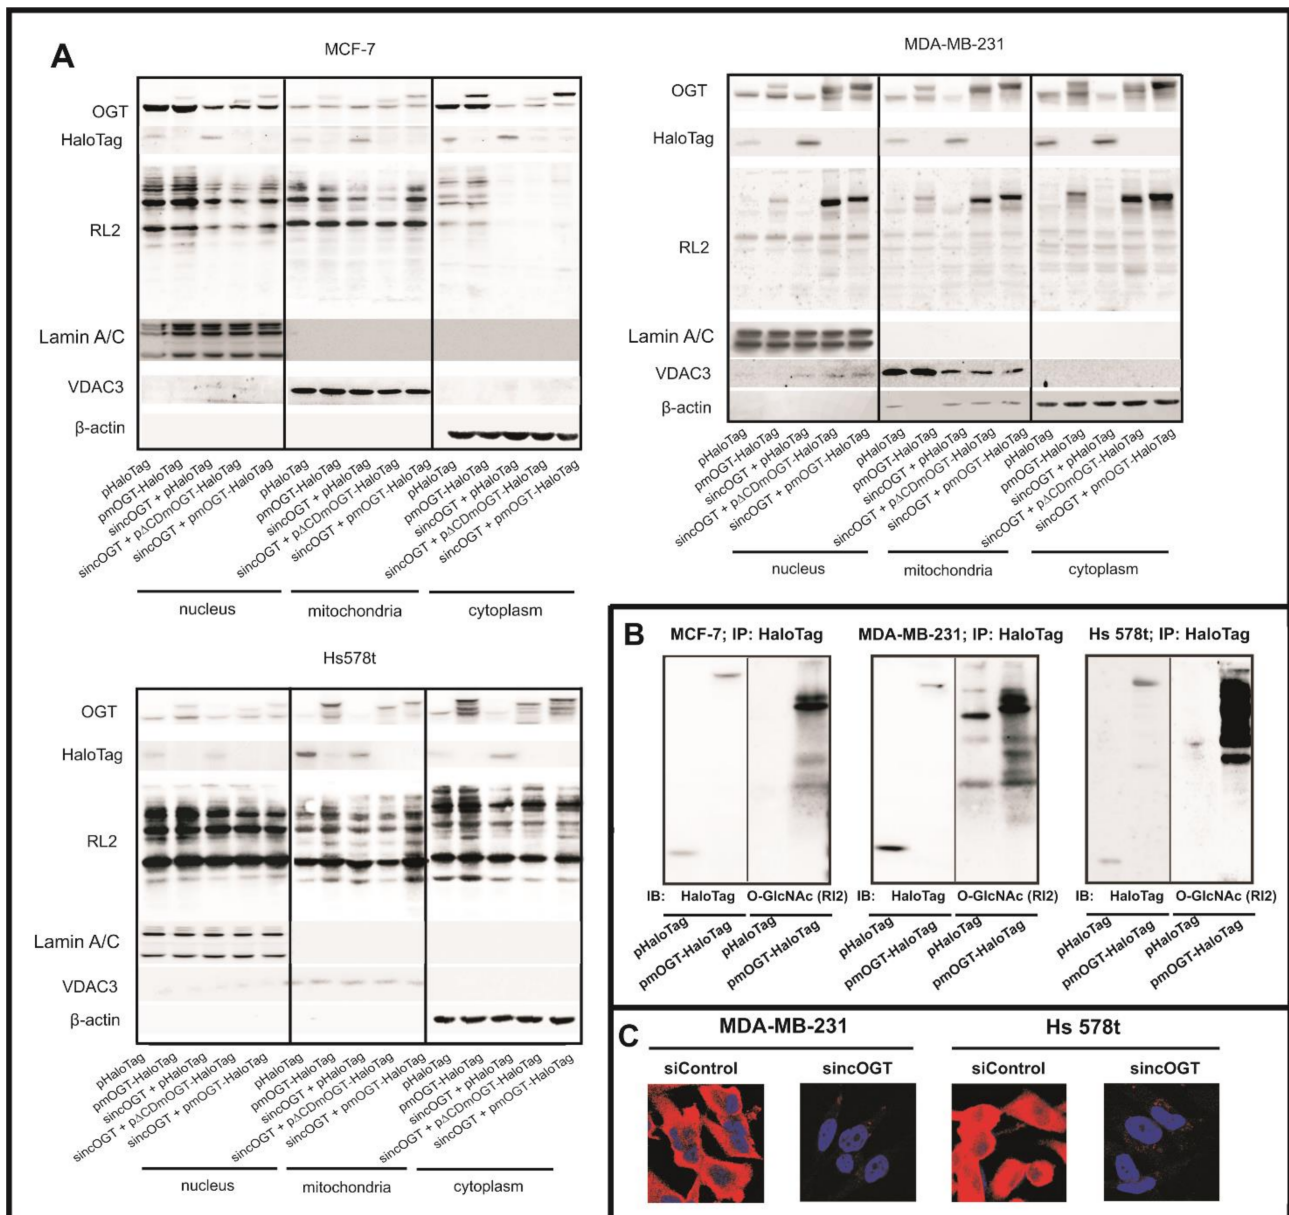 A
MCF-7
OGT
HaloTag
RL2
Lamin A/C
VDAC3
β-actin
pHaloTag
pmOGT-HaloTag
sincOGT + pHaloTag
sincOGT + pΔCDmOGT-HaloTag
sincOGT + pmOGT-HaloTag
pHaloTag
pmOGT-HaloTag
sincOGT + pHaloTag
sincOGT + pΔCDmOGT-HaloTag
sincOGT + pmOGT-HaloTag
pHaloTag
pmOGT-HaloTag
sincOGT + pHaloTag
sincOGT + pΔCDmOGT-HaloTag
sincOGT + pmOGT-HaloTag
nucleus mitochondria cytoplasm
MDA-MB-231
OGT
HaloTag
RL2
Lamin A/C
VDAC3
β-actin
pHaloTag
pmOGT-HaloTag
sincOGT + pHaloTag
sincOGT + pΔCDmOGT-HaloTag
sincOGT + pmOGT-HaloTag
pHaloTag
pmOGT-HaloTag
sincOGT + pHaloTag
sincOGT + pΔCDmOGT-HaloTag
sincOGT + pmOGT-HaloTag
pHaloTag
pmOGT-HaloTag
sincOGT + pHaloTag
sincOGT + pΔCDmOGT-HaloTag
sincOGT + pmOGT-HaloTag
nucleus mitochondria cytoplasm
Hs578t
OGT
HaloTag
RL2
Lamin A/C
VDAC3
β-actin
pHaloTag
pmOGT-HaloTag
sincOGT + pHaloTag
sincOGT + pΔCDmOGT-HaloTag
sincOGT + pmOGT-HaloTag
pHaloTag
pmOGT-HaloTag
sincOGT + pHaloTag
sincOGT + pΔCDmOGT-HaloTag
sincOGT + pmOGT-HaloTag
pHaloTag
pmOGT-HaloTag
sincOGT + pHaloTag
sincOGT + pΔCDmOGT-HaloTag
sincOGT + pmOGT-HaloTag
nucleus mitochondria cytoplasm
B
MCF-7; IP: HaloTag MDA-MB-231; IP: HaloTag Hs 578t; IP: HaloTag
IB: HaloTag O-GlcNAc (Rl2) IB: HaloTag O-GlcNAc (Rl2) IB: HaloTag O-GlcNAc (Rl2)
pHaloTag
pmOGT-HaloTag
pHaloTag
pmOGT-HaloTag
pHaloTag
pmOGT-HaloTag
pHaloTag
pmOGT-HaloTag
pHaloTag
pmOGT-HaloTag
pHaloTag
pmOGT-HaloTag
C
MDA-MB-231 Hs 578t
siControl sincOGT siControl sincOGT